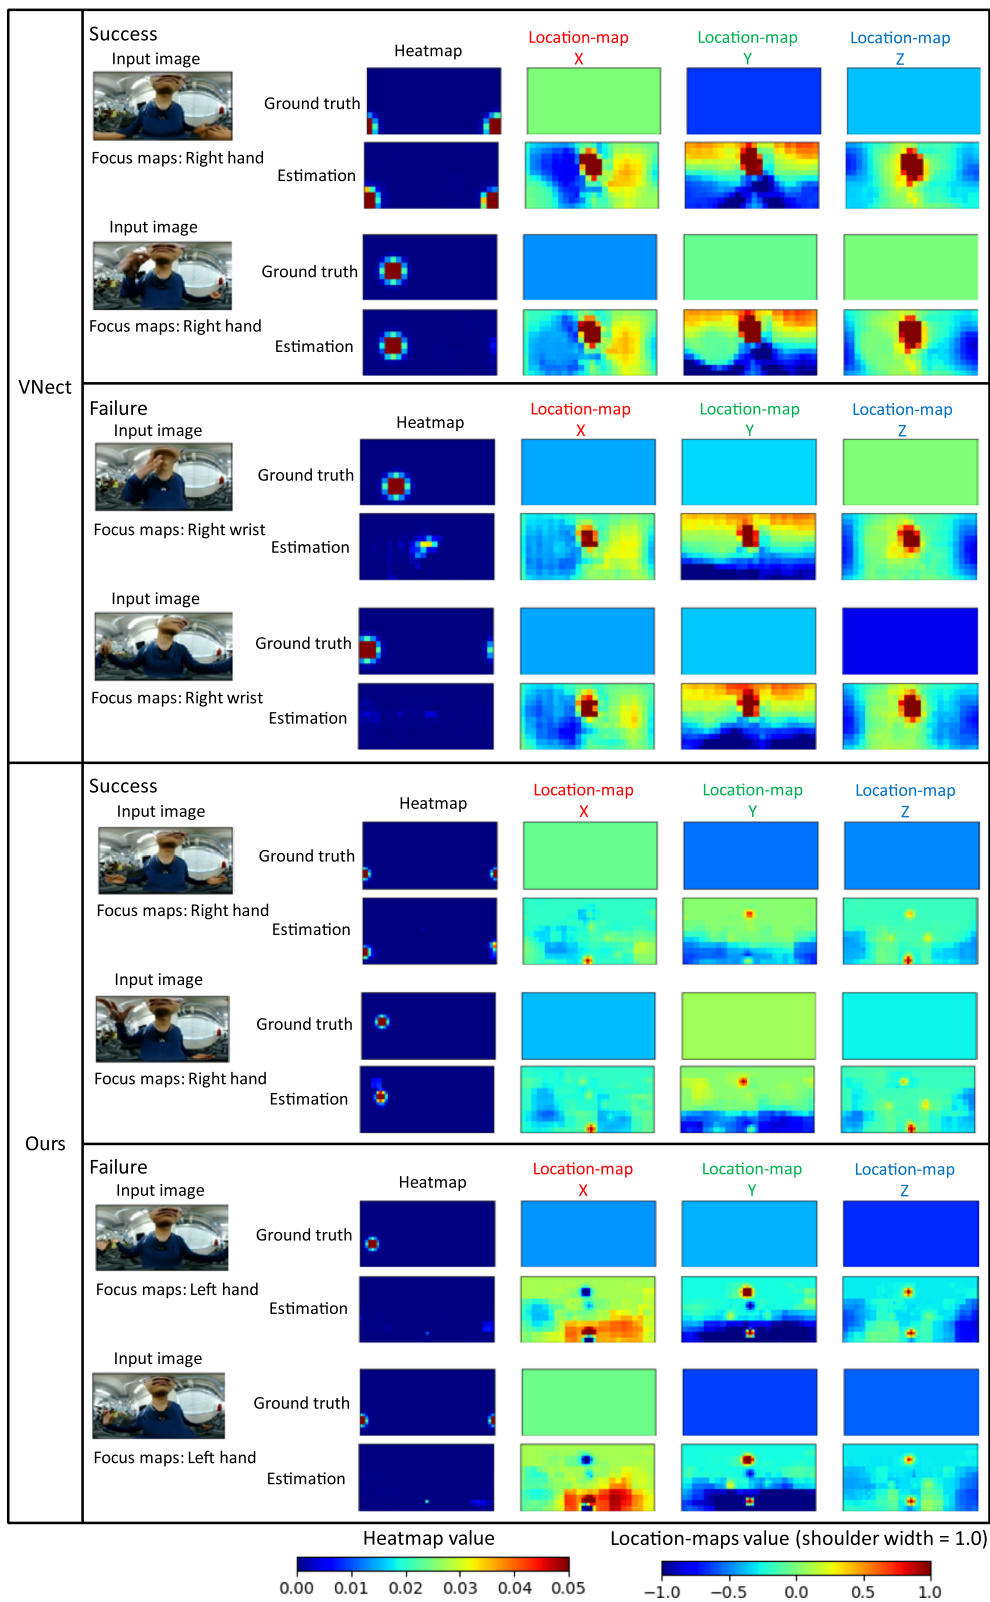 VNect
Success
Input image
Heatmap
Location-map
X
Location-map
Y
Location-map
Z
Ground truth
Focus maps: Right hand
Estimation
Input image
Ground truth
Focus maps: Right hand
Estimation
Failure
Input image
Heatmap
Location-map
X
Location-map
Y
Location-map
Z
Ground truth
Focus maps: Right wrist
Estimation
Input image
Ground truth
Focus maps: Right wrist
Estimation
Ours
Success
Input image
Heatmap
Location-map
X
Location-map
Y
Location-map
Z
Ground truth
Focus maps: Right hand
Estimation
Input image
Ground truth
Focus maps: Right hand
Estimation
Failure
Input image
Heatmap
Location-map
X
Location-map
Y
Location-map
Z
Ground truth
Focus maps: Left hand
Estimation
Input image
Ground truth
Focus maps: Left hand
Estimation
Heatmap value
0.00 0.01 0.02 0.03 0.04 0.05
Location-maps value (shoulder width = 1.0)
−1.0 −0.5 0.0 0.5 1.0